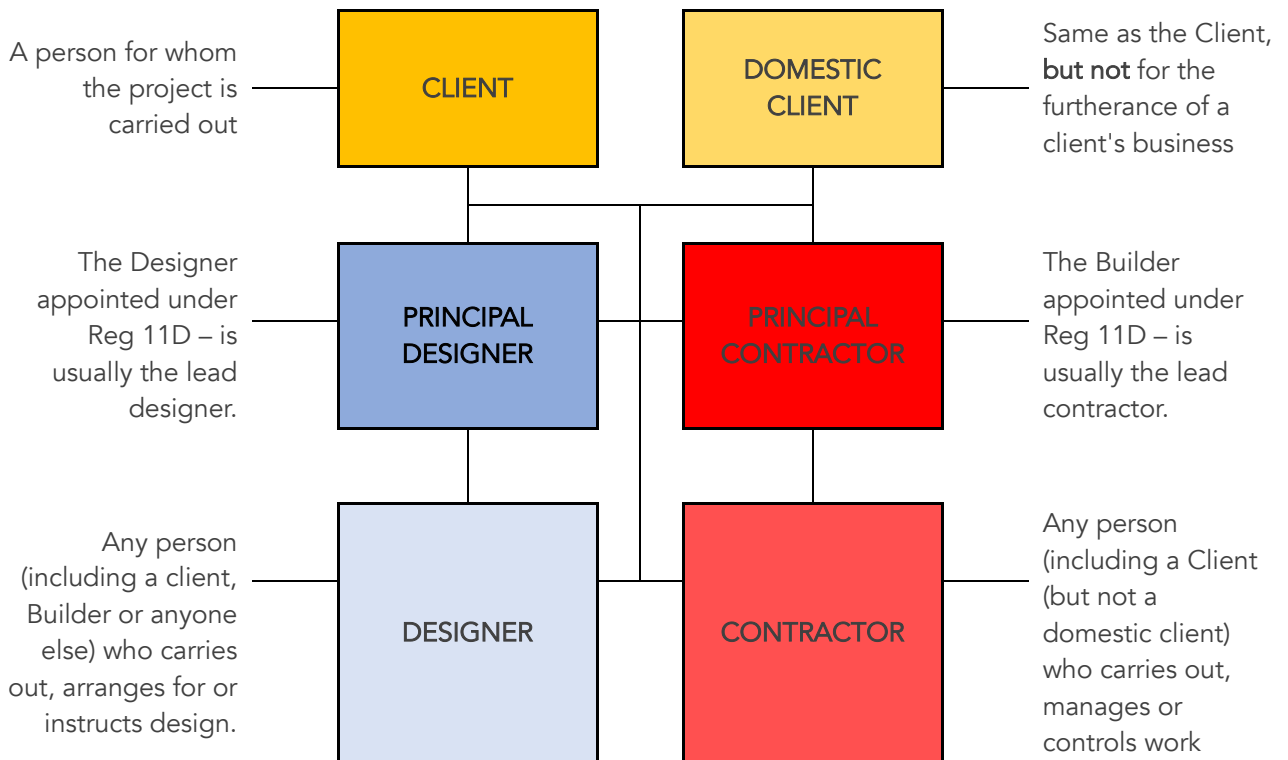 A person for whom
the project is
carried out
CLIENT
DOMESTIC
CLIENT
Same as the Client,
but not for the
furtherance of a
client's business
The Designer
appointed under
Reg 11D – is
usually the lead
designer.
PRINCIPAL
DESIGNER
PRINCIPAL
CONTRACTOR
The Builder
appointed under
Reg 11D – is
usually the lead
contractor.
Any person
(including a client,
Builder or anyone
else) who carries
out, arranges for or
instructs design.
DESIGNER
CONTRACTOR
Any person
(including a Client
(but not a
domestic client)
who carries out,
manages or
controls work